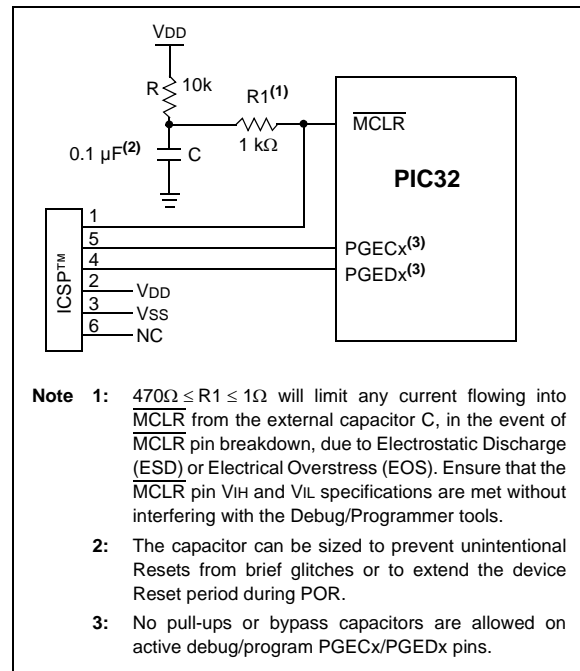 VDD
R
10k
R1(1)
MCLR
1 kΩ
0.1 µF(2)
C
PIC32
ICSP™
1
5
PGECx(3)
4
PGEDx(3)
2
VDD
3
VSS
6
NC
Note 1: 470Ω ≤ R1 ≤ 1Ω will limit any current flowing into
MCLR from the external capacitor C, in the event of
MCLR pin breakdown, due to Electrostatic Discharge
(ESD) or Electrical Overstress (EOS). Ensure that the
MCLR pin VIH and VIL specifications are met without
interfering with the Debug/Programmer tools.
2: The capacitor can be sized to prevent unintentional
Resets from brief glitches or to extend the device
Reset period during POR.
3: No pull-ups or bypass capacitors are allowed on
active debug/program PGECx/PGEDx pins.